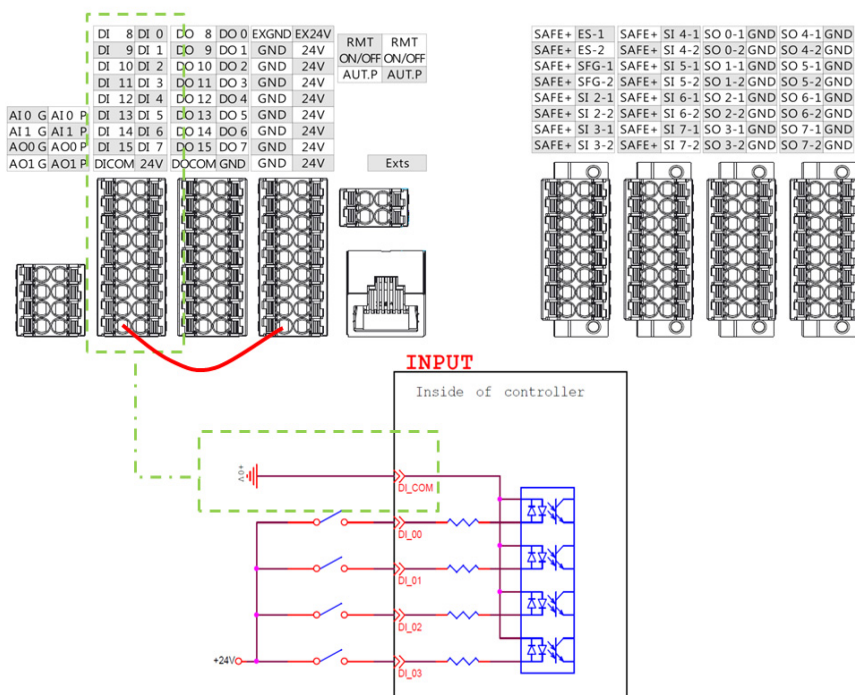 DI 8 DI 0 DO 8 DO 0 EXGND EX24V
DI 9 DI 1 DO 9 DO 1 GND 24V
DI 10 DI 2 DO 10 DO 2 GND 24V
DI 11 DI 3 DO 11 DO 3 GND 24V
DI 12 DI 4 DO 12 DO 4 GND 24V
AI0 G AI0 P DI 13 DI 5 DO 13 DO 5 GND 24V
AI1 G AI1 P DI 14 DI 6 DO 14 DO 6 GND 24V
AO0 G AO0 P DI 15 DI 7 DO 15 DO 7 GND 24V
AO1 G AO1 P DICOM 24V DOCOM GND GND 24V
RMT RMT
ON/OFF ON/OFF
AUT.P AUT.P
Exts
SAFE+ ES-1 SAFE+ SI 4-1 SO 0-1 GND SO 4-1 GND
SAFE+ ES-2 SAFE+ SI 4-2 SO 0-2 GND SO 4-2 GND
SAFE+ SFG-1 SAFE+ SI 5-1 SO 1-1 GND SO 5-1 GND
SAFE+ SFG-2 SAFE+ SI 5-2 SO 1-2 GND SO 5-2 GND
SAFE+ SI 2-1 SAFE+ SI 6-1 SO 2-1 GND SO 6-1 GND
SAFE+ SI 2-2 SAFE+ SI 6-2 SO 2-2 GND SO 6-2 GND
SAFE+ SI 3-1 SAFE+ SI 7-1 SO 3-1 GND SO 7-1 GND
SAFE+ SI 3-2 SAFE+ SI 7-2 SO 3-2 GND SO 7-2 GND
INPUT
Inside of controller
+0V
DI_COM
DI_00
DI_01
DI_02
+24V
DI_03